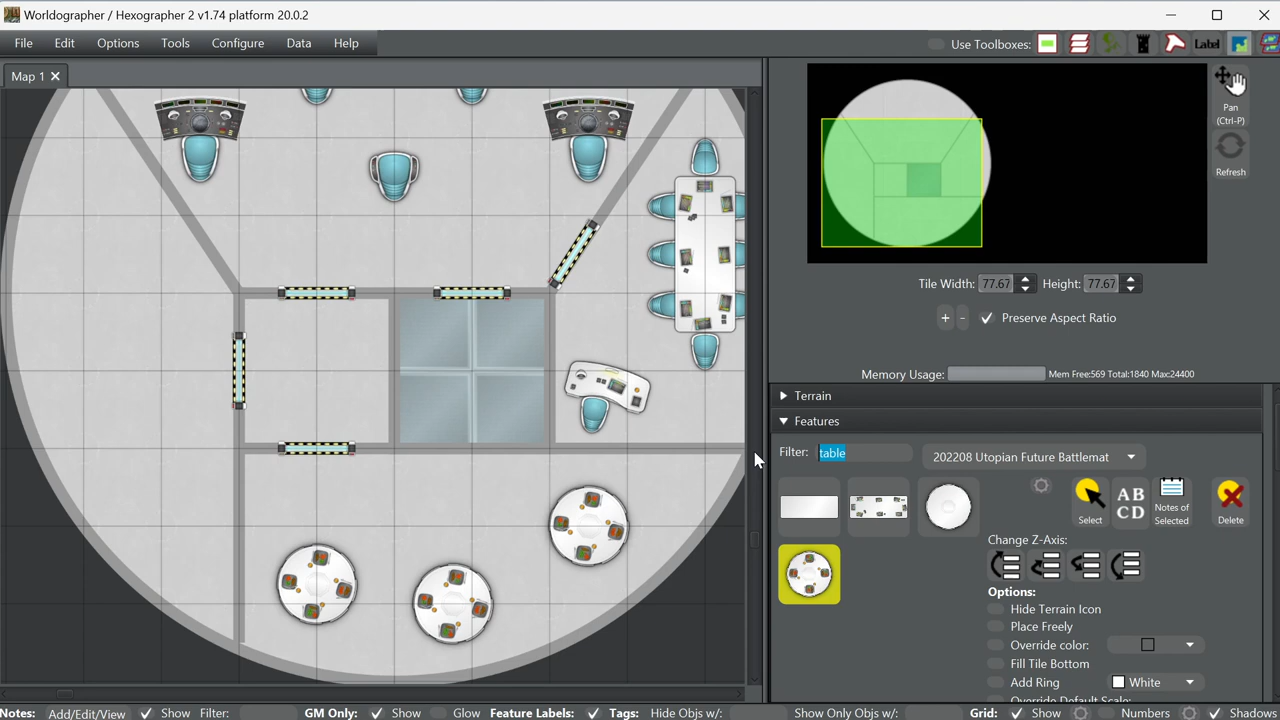 Worldographer / Hexographer 2 v1.74 platform 20.0.2
File Edit Options Tools Configure Data Help
Use Toolboxes: Label
Map 1
Pan
(Ctrl-P)
Refresh
Tile Width: 77.67 Height: 77.67
+ - Preserve Aspect Ratio
Memory Usage: Mem Free:569 Total:1840 Max:24400
Terrain
Features
Filter: table 202208 Utopian Future Battlemat
AB
CD
Select
Notes of
Selected
Delete
Change Z-Axis:
Options:
Hide Terrain Icon
Place Freely
Override color:
Fill Tile Bottom
Add Ring White
Override Default Scale:
Notes: Add/Edit/View Show Filter: GM Only: Show Glow Feature Labels: Tags: Hide Objs w/: Show Only Objs w/: Grid: Show Numbers Shadows